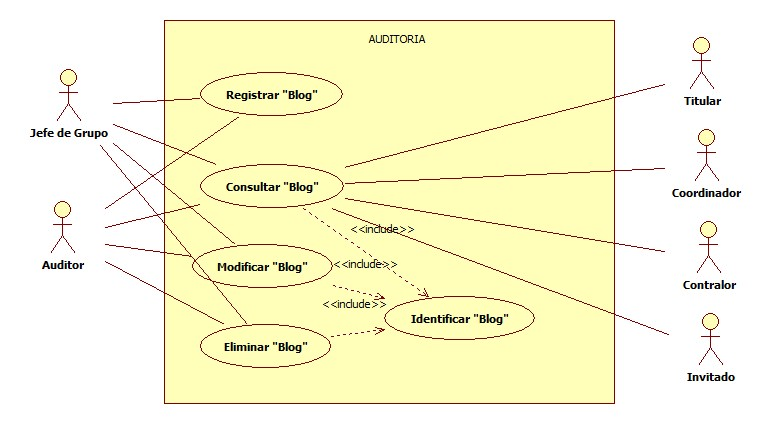 AUDITORIA
Titular
Registrar "Blog"
Jefe de Grupo
Consultar "Blog"
Coordinador
<<include>>
Auditor
Modificar "Blog"
<<include>>
Contralor
<<include>>
Identificar "Blog"
Eliminar "Blog"
Invitado